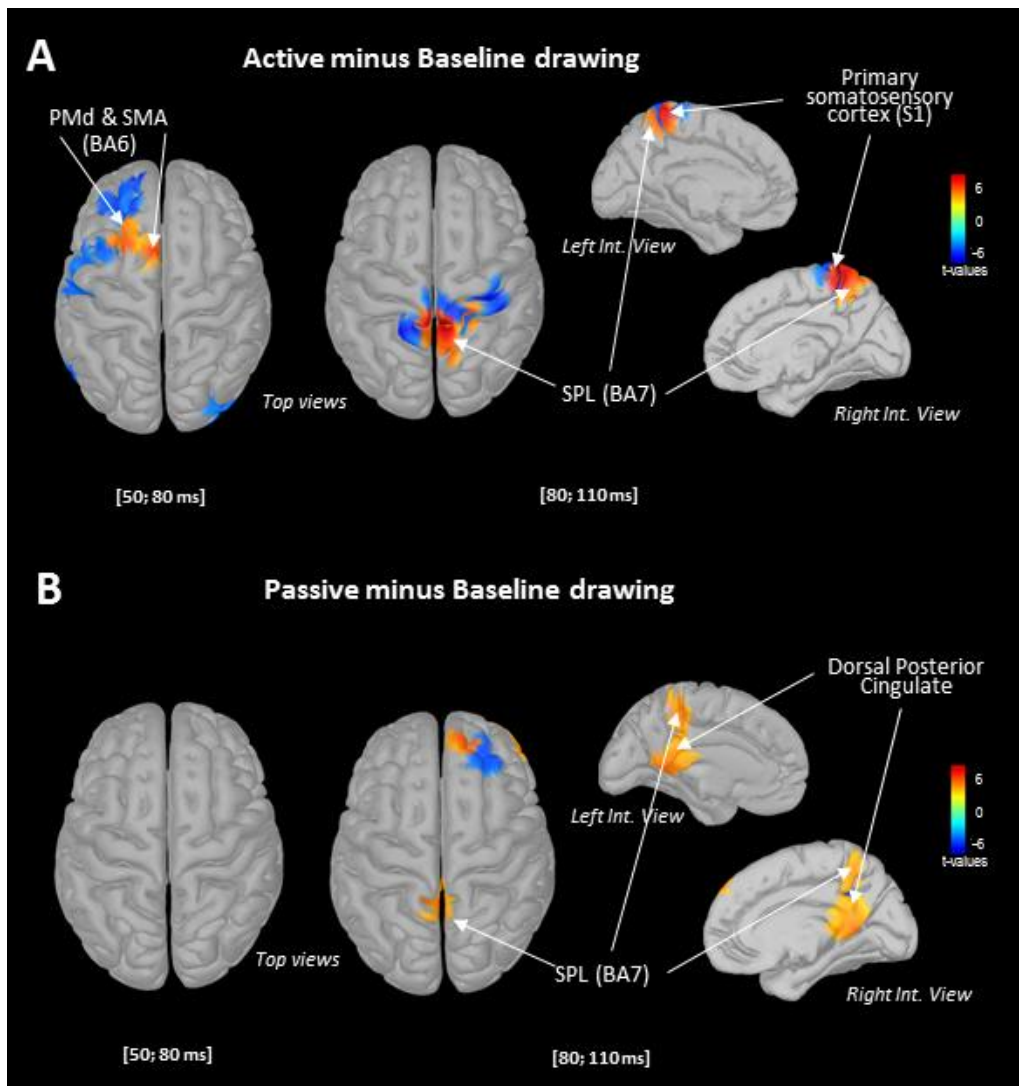 A
Active minus Baseline drawing
PMd & SMA
(BA6)
Primary
somatosensory
cortex (S1)
6
0
-6
t-values
Left Int. View
Top views
SPL (BA7)
Right Int. View
[50; 80 ms]
[80; 110ms]
B
Passive minus Baseline drawing
Dorsal Posterior
Cingulate
6
0
-6
t-values
Left Int. View
Top views
SPL (BA7)
Right Int. View
[50; 80 ms]
[80; 110ms]